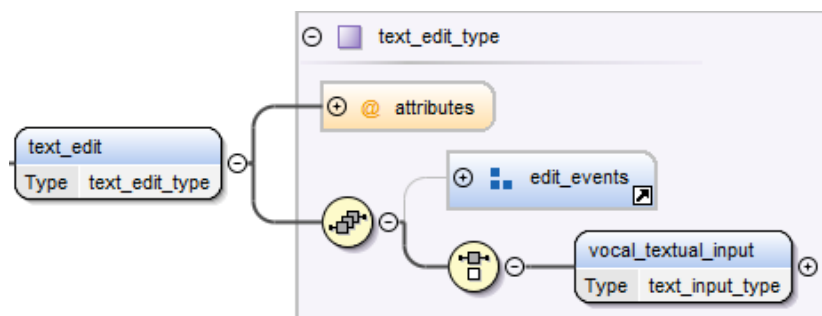 text_edit_type
@ attributes
text_edit
Type text_edit_type
edit_events
vocal_textual_input
Type text_input_type